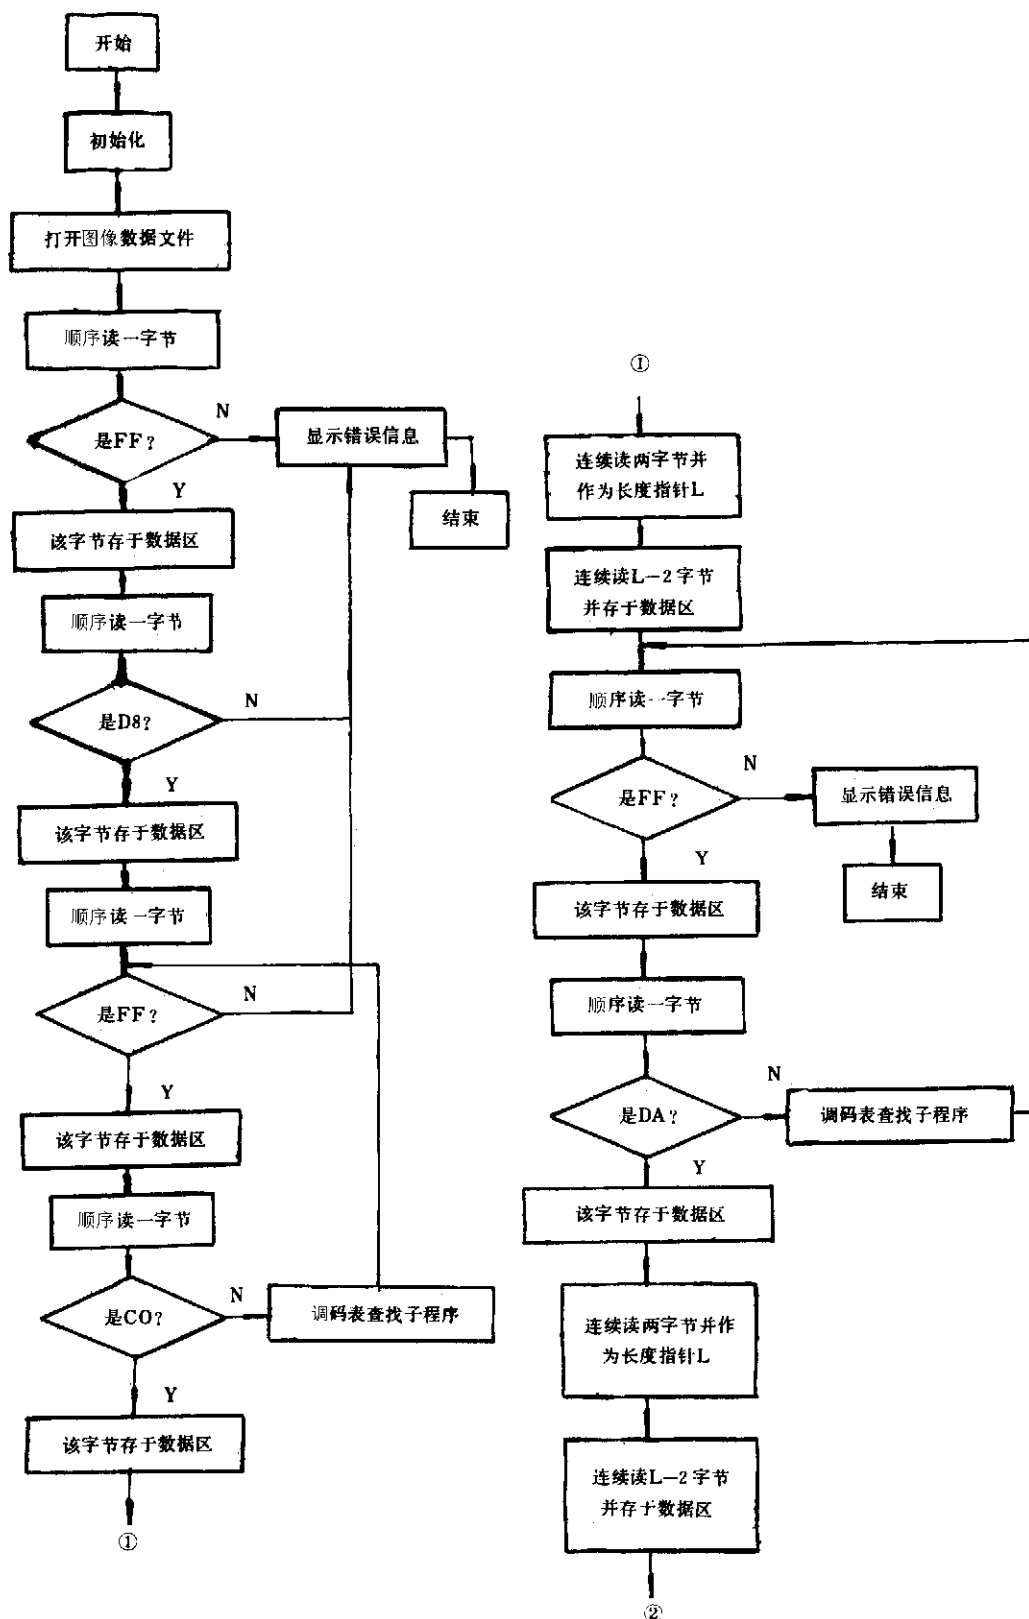 开始
初始化
打开图像数据文件
顺序读一字节
是FF？
N
显示错误信息
结束
Y
该字节存于数据区
顺序读一字节
是D8？
N
Y
该字节存于数据区
顺序读一字节
是FF？
N
Y
该字节存于数据区
顺序读一字节
是CO？
N
调码表查找子程序
Y
该字节存于数据区
①
①
连续读两字节并
作为长度指针L
连续读L－2字节
并存于数据区
顺序读一字节
是FF？
N
显示错误信息
结束
Y
该字节存于数据区
顺序读一字节
是DA？
N
调码表查找子程序
Y
该字节存于数据区
连续读两字节并作
为长度指针L
连续读L－2字节
并存于数据区
②